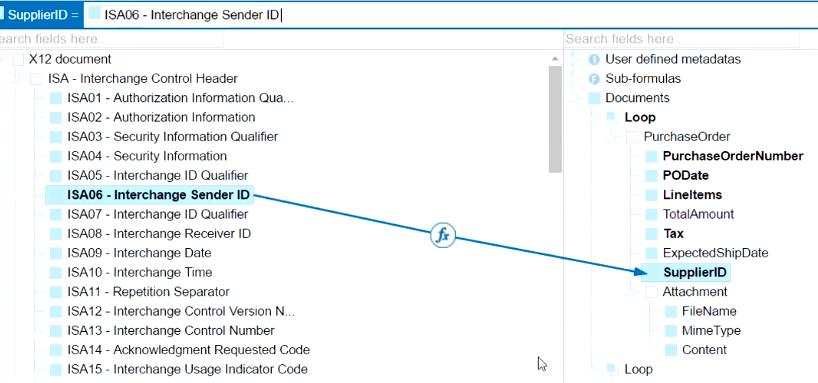 SupplierID = ISA06 - Interchange Sender ID
earch fields here...
X12 document
ISA - Interchange Control Header
ISA01 - Authorization Information Qua...
ISA02 - Authorization Information
ISA03 - Security Information Qualifier
ISA04 - Security Information
ISA05 - Interchange ID Qualifier
ISA06 - Interchange Sender ID
ISA07 - Interchange ID Qualifier
ISA08 - Interchange Receiver ID
ISA09 - Interchange Date
ISA10 - Interchange Time
ISA11 - Repetition Separator
ISA12 - Interchange Control Version N...
ISA13 - Interchange Control Number
ISA14 - Acknowledgment Requested Code
ISA15 - Interchange Usage Indicator Code
fx
Search fields here...
I User defined metadatas
F Sub-formulas
Documents
Loop
PurchaseOrder
PurchaseOrderNumber
PODate
LineItems
TotalAmount
Tax
ExpectedShipDate
SupplierID
Attachment
FileName
MimeType
Content
Loop